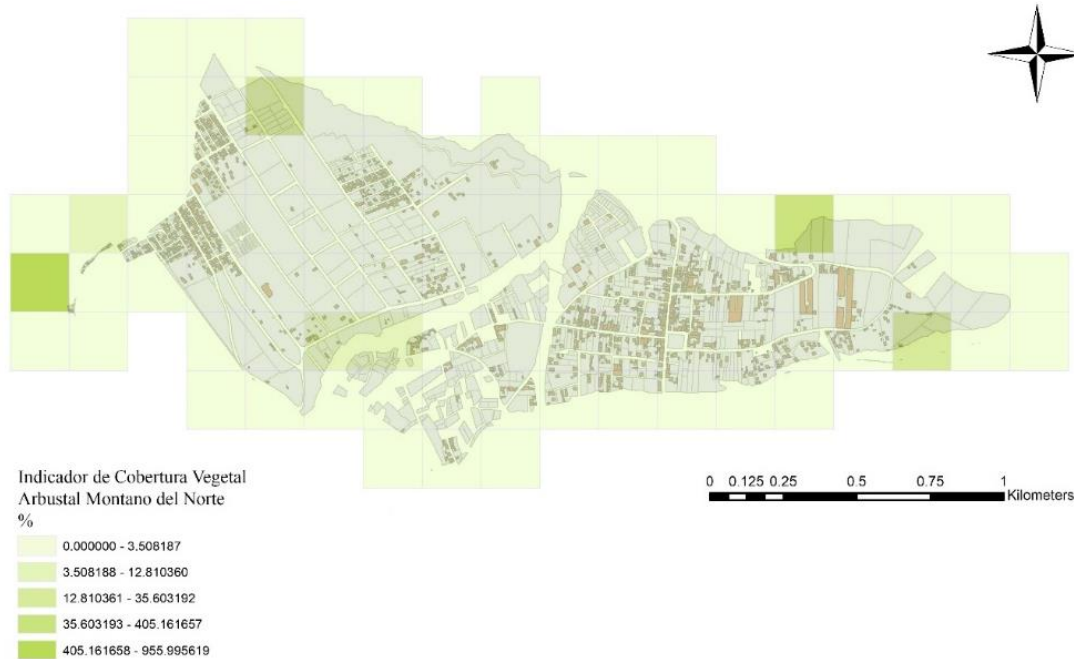 0 0.125 0.25 0.5 0.75 1
Kilometers
Indicador de Cobertura Vegetal
Arbustal Montano del Norte
%
0.000000 - 3.508187
3.508188 - 12.810360
12.810361 - 35.603192
35.603193 - 405.161657
405.161658 - 955.995619